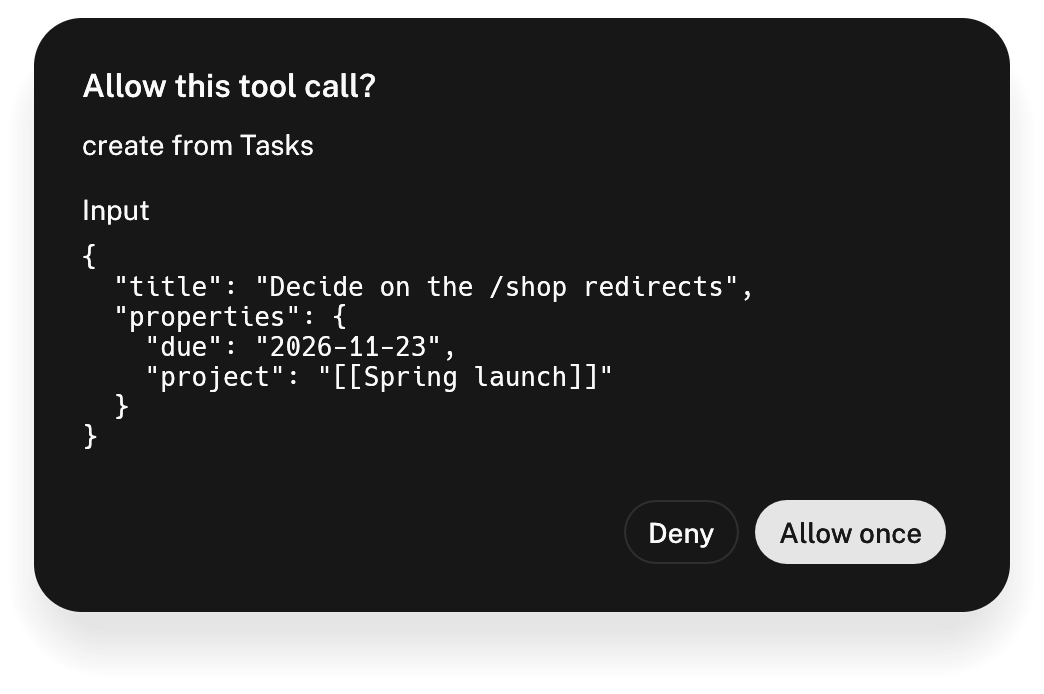 Allow this tool call?
create from Tasks
Input
{
  "title": "Decide on the /shop redirects",
  "properties": {
    "due": "2026-11-23",
    "project": "[[Spring launch]]"
  }
}
Deny Allow once